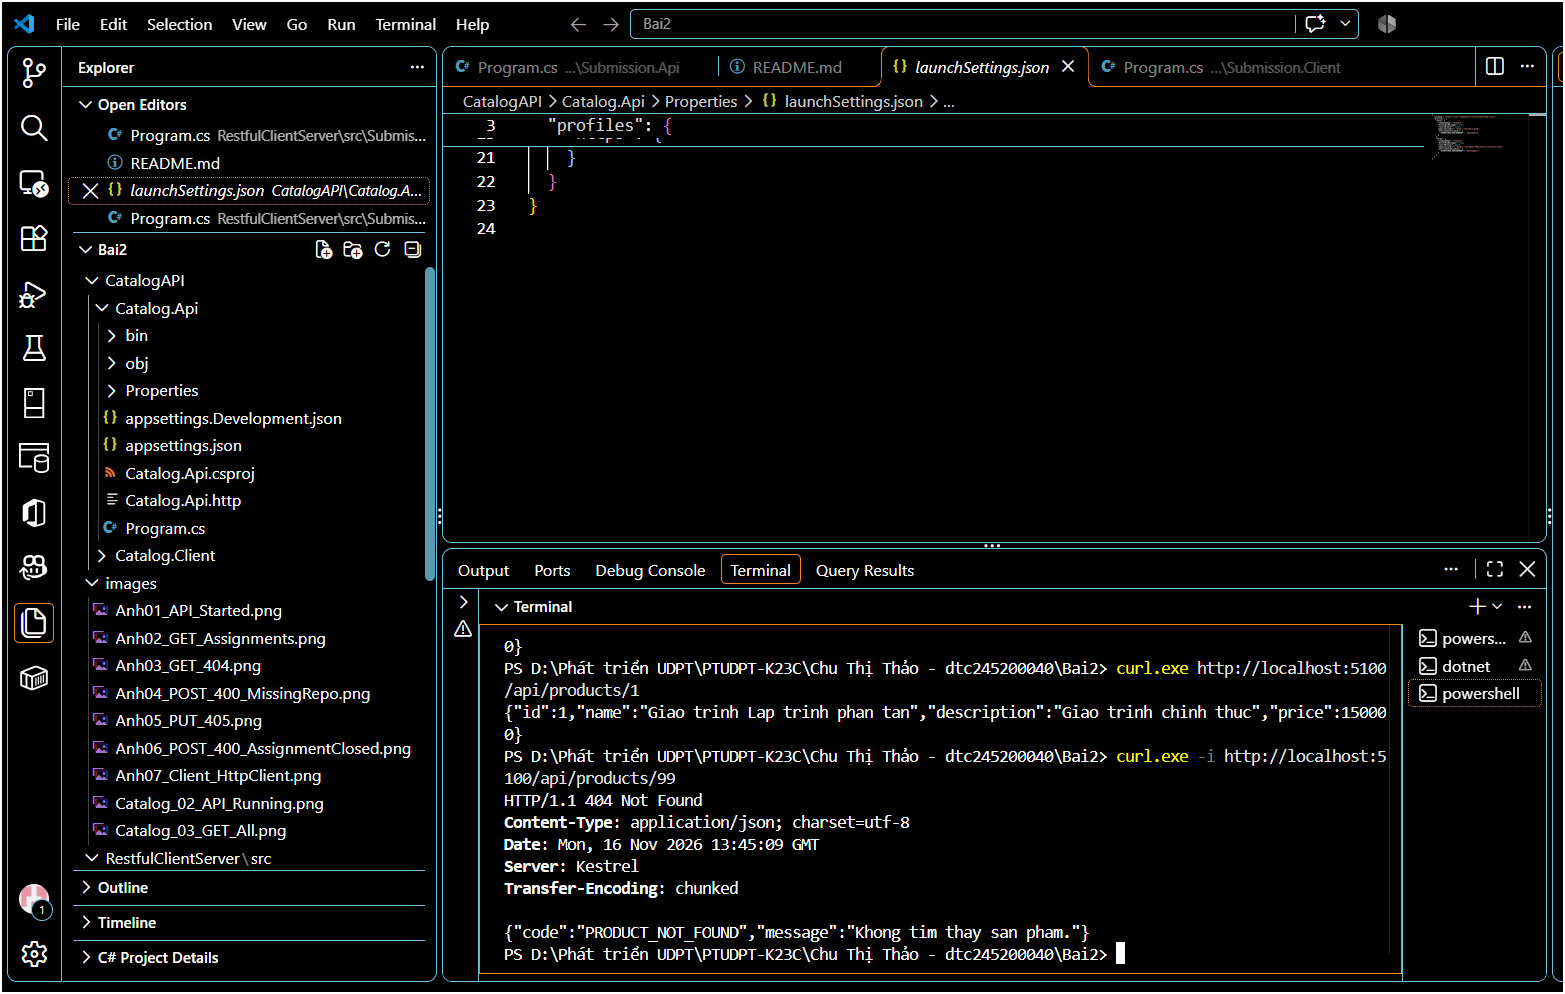 File Edit Selection View Go Run Terminal Help
Bai2
Explorer
Open Editors
Program.cs RestfulClientServer\src\Submis...
README.md
launchSettings.json CatalogAPI\Catalog.A...
Program.cs RestfulClientServer\src\Submis...
Bai2
CatalogAPI
Catalog.Api
bin
obj
Properties
appsettings.Development.json
appsettings.json
Catalog.Api.csproj
Catalog.Api.http
Program.cs
Catalog.Client
images
Anh01_API_Started.png
Anh02_GET_Assignments.png
Anh03_GET_404.png
Anh04_POST_400_MissingRepo.png
Anh05_PUT_405.png
Anh06_POST_400_AssignmentClosed.png
Anh07_Client_HttpClient.png
Catalog_02_API_Running.png
Catalog_03_GET_All.png
RestfulClientServer\src
Outline
Timeline
C# Project Details
1
Program.cs ...\Submission.Api
README.md
launchSettings.json
Program.cs ...\Submission.Client
CatalogAPI > Catalog.Api > Properties > {} launchSettings.json > ...
3 "profiles": {
21 }
22 }
23 }
24
Output Ports Debug Console Terminal Query Results
Terminal
0}
PS D:\Phát triển UDPT\PTUDPT-K23C\Chu Thị Thảo - dtc245200040\Bai2> curl.exe http://localhost:5100
/api/products/1
{"id":1,"name":"Giao trinh Lap trinh phan tan","description":"Giao trinh chinh thuc","price":15000
0}
PS D:\Phát triển UDPT\PTUDPT-K23C\Chu Thị Thảo - dtc245200040\Bai2> curl.exe -i http://localhost:5
100/api/products/99
HTTP/1.1 404 Not Found
Content-Type: application/json; charset=utf-8
Date: Mon, 16 Nov 2026 13:45:09 GMT
Server: Kestrel
Transfer-Encoding: chunked
{"code":"PRODUCT_NOT_FOUND","message":"Khong tim thay san pham."}
PS D:\Phát triển UDPT\PTUDPT-K23C\Chu Thị Thảo - dtc245200040\Bai2>
powers...
dotnet
powershell